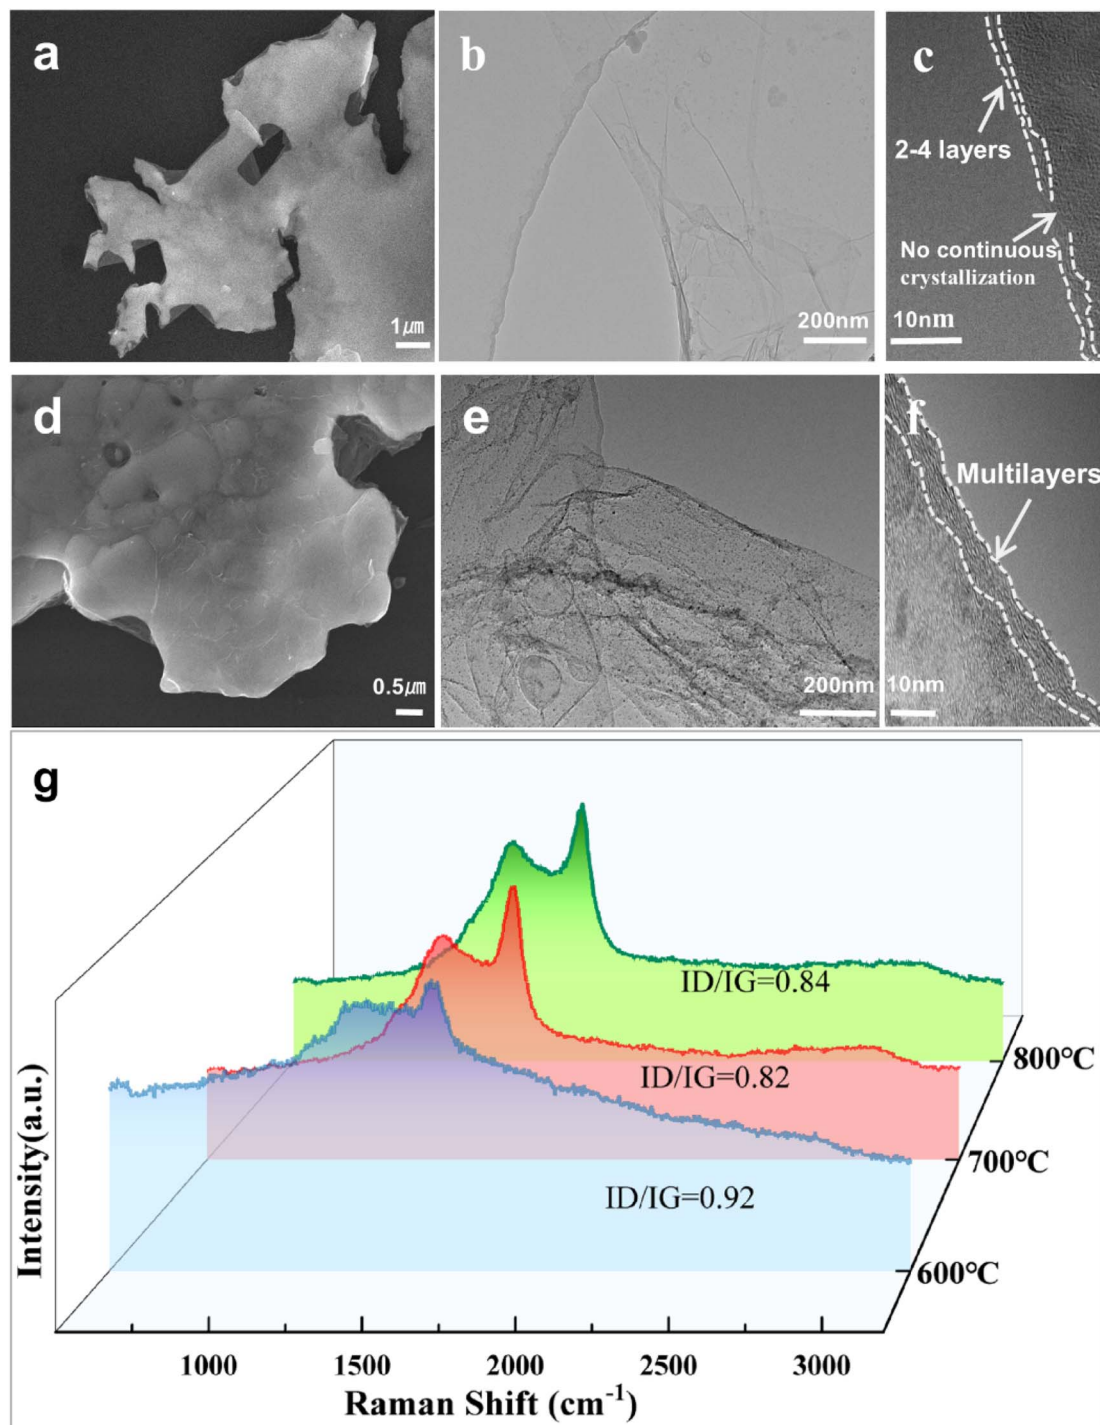 a
1μm
b
200nm
c
2-4 layers
No continuous
crystallization
10nm
d
0.5μm
e
200nm
f
Multilayers
10nm
g
ID/IG=0.84
ID/IG=0.82
ID/IG=0.92
800°C
700°C
600°C
Intensity(a.u.)
1000 1500 2000 2500 3000
Raman Shift (cm⁻¹)